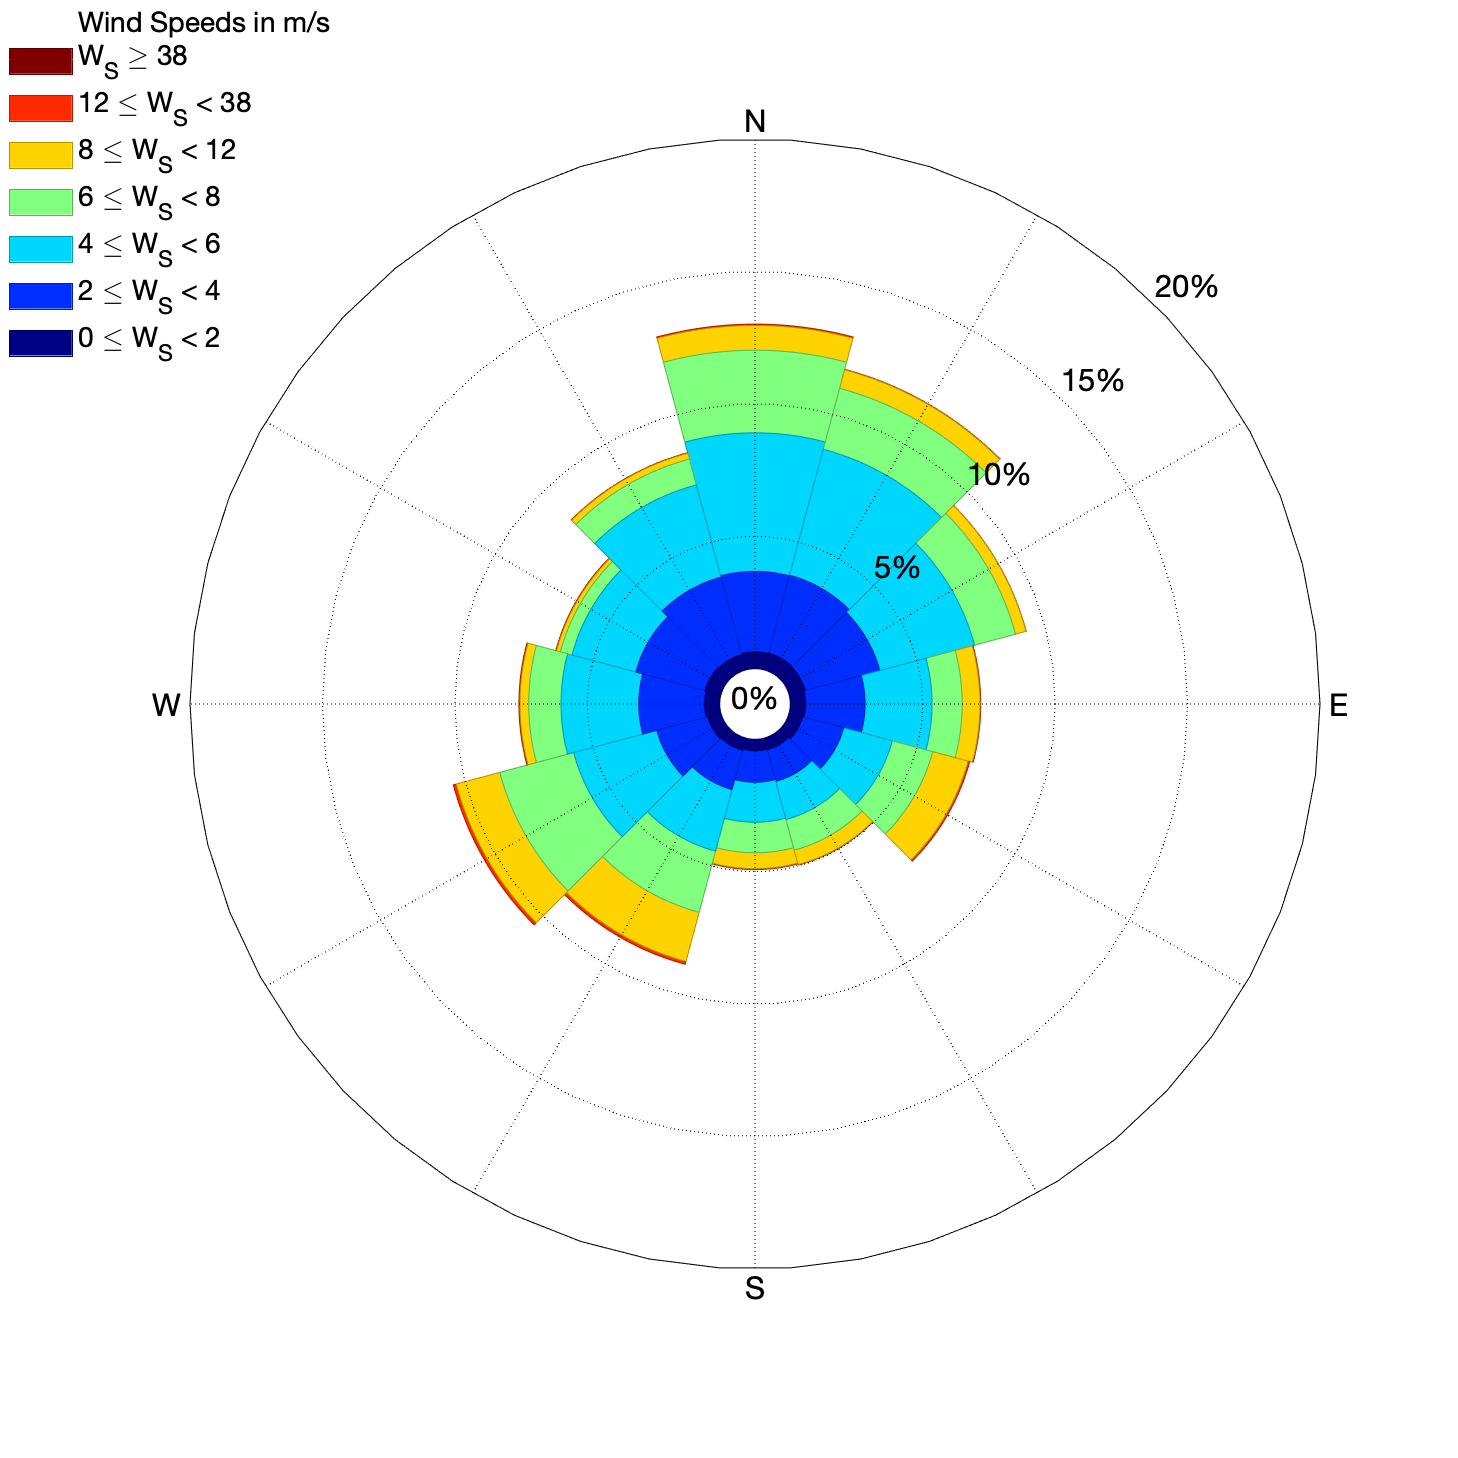 Wind Speeds in m/s
W_S ≥ 38
12 ≤ W_S < 38
8 ≤ W_S < 12
6 ≤ W_S < 8
4 ≤ W_S < 6
2 ≤ W_S < 4
0 ≤ W_S < 2
N
20%
15%
10%
5%
0%
W
E
S